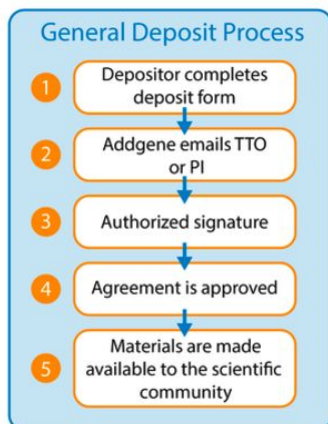 General Deposit Process
1
Depositor completes
deposit form
2
Addgene emails TTO
or PI
3
Authorized signature
4
Agreement is approved
5
Materials are made
available to the scientific
community